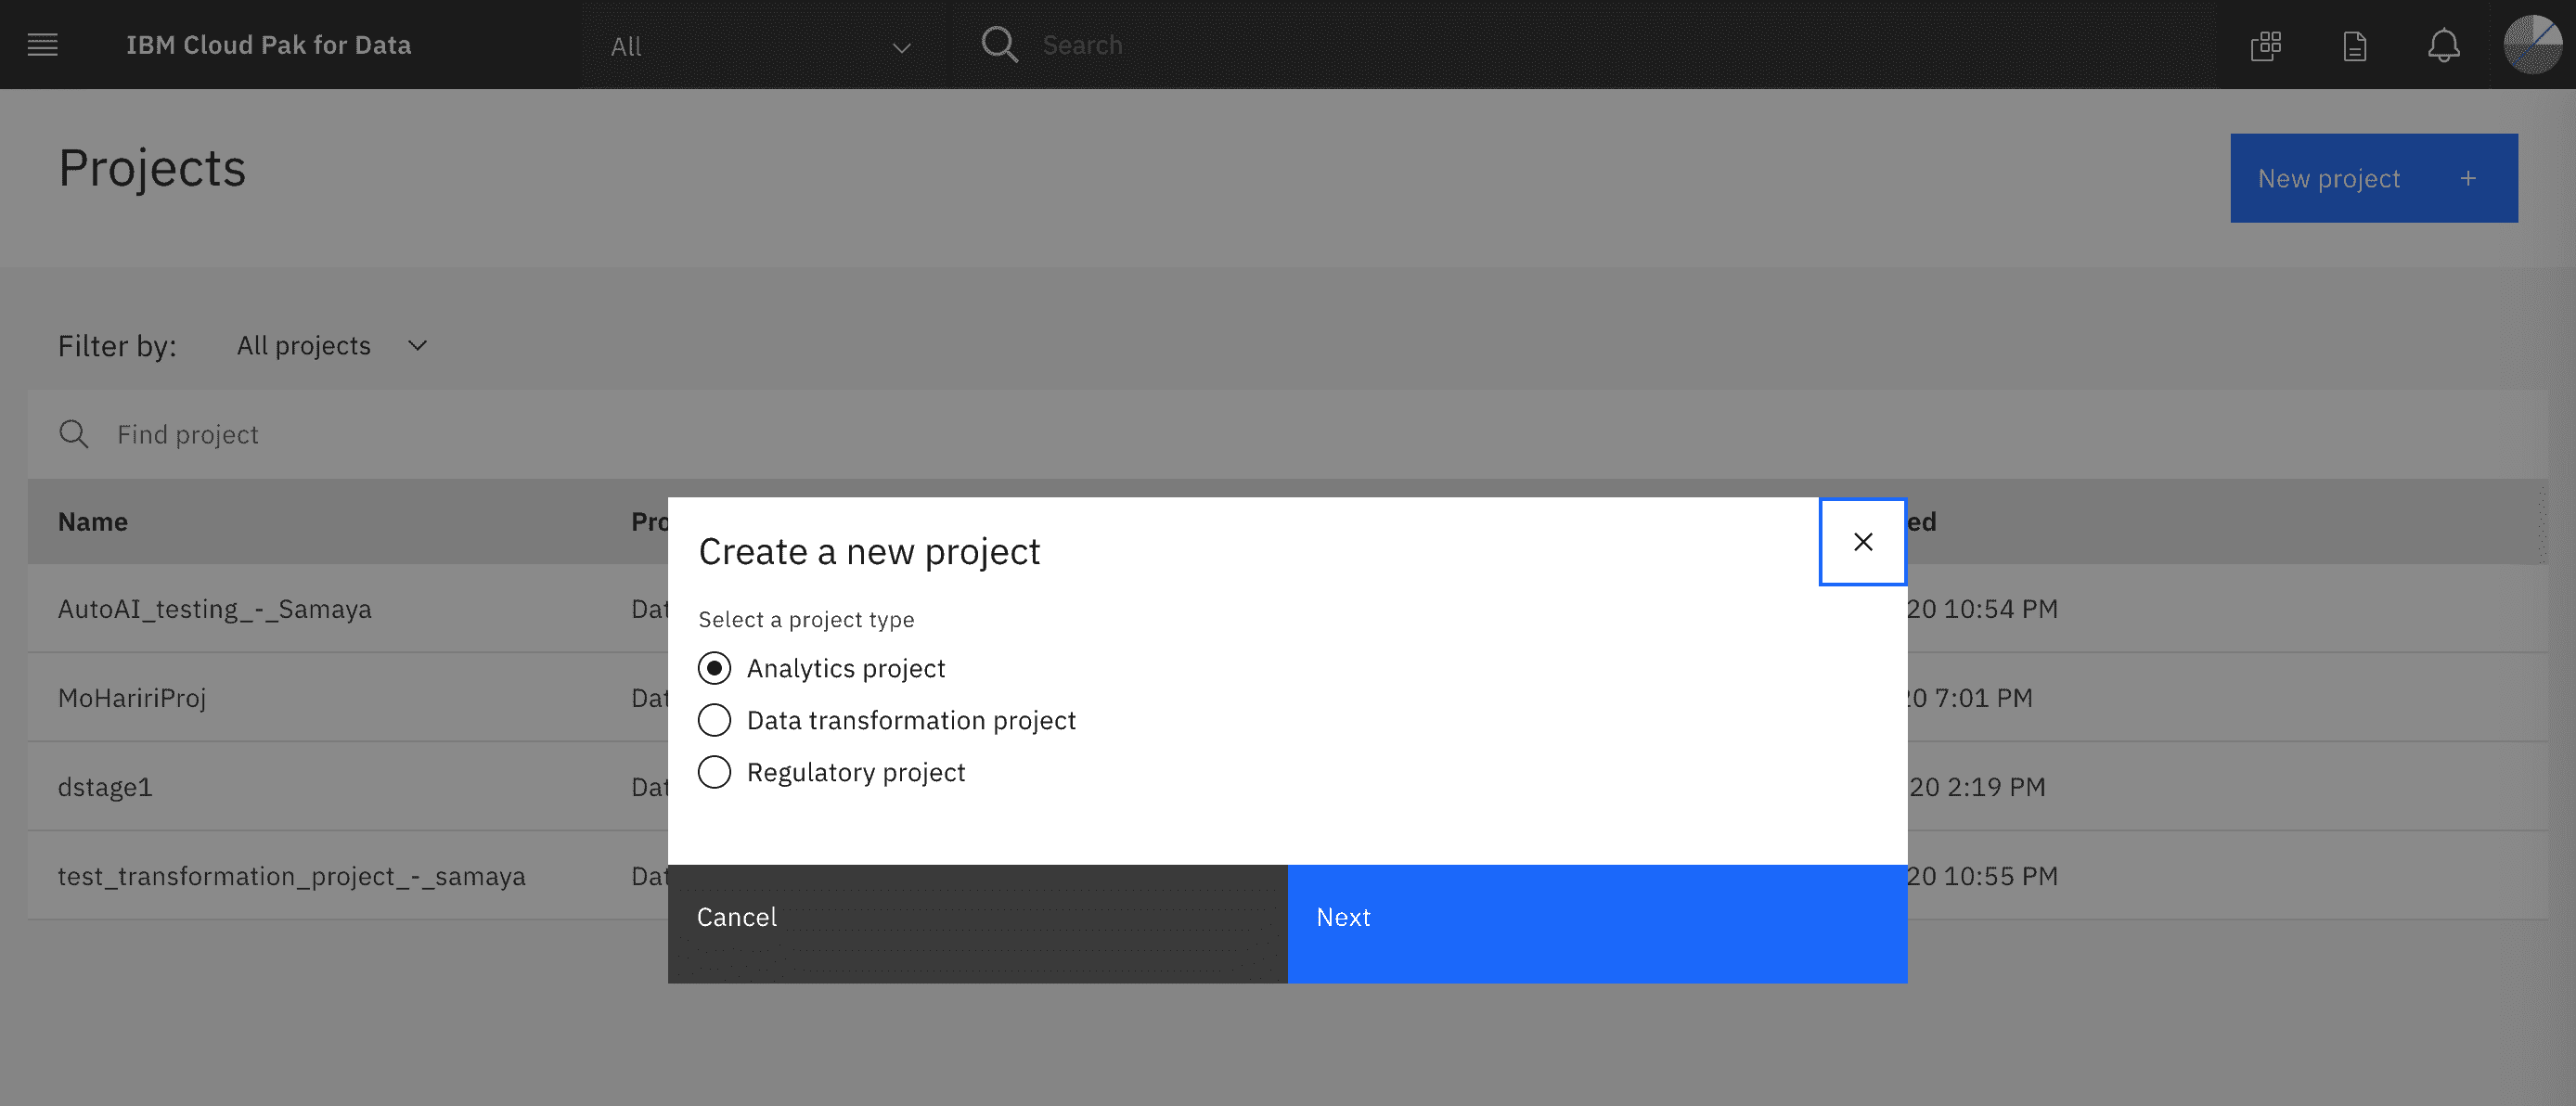 IBM Cloud Pak for Data All Search
Projects
New project +
Filter by: All projects
Find project
Name Pro ed
Create a new project
Select a project type
Analytics project
Data transformation project
Regulatory project
Cancel Next
AutoAI_testing_-_Samaya Dat 20 10:54 PM
MoHaririProj Dat 20 7:01 PM
dstage1 Dat 20 2:19 PM
test_transformation_project_-_samaya Dat 20 10:55 PM